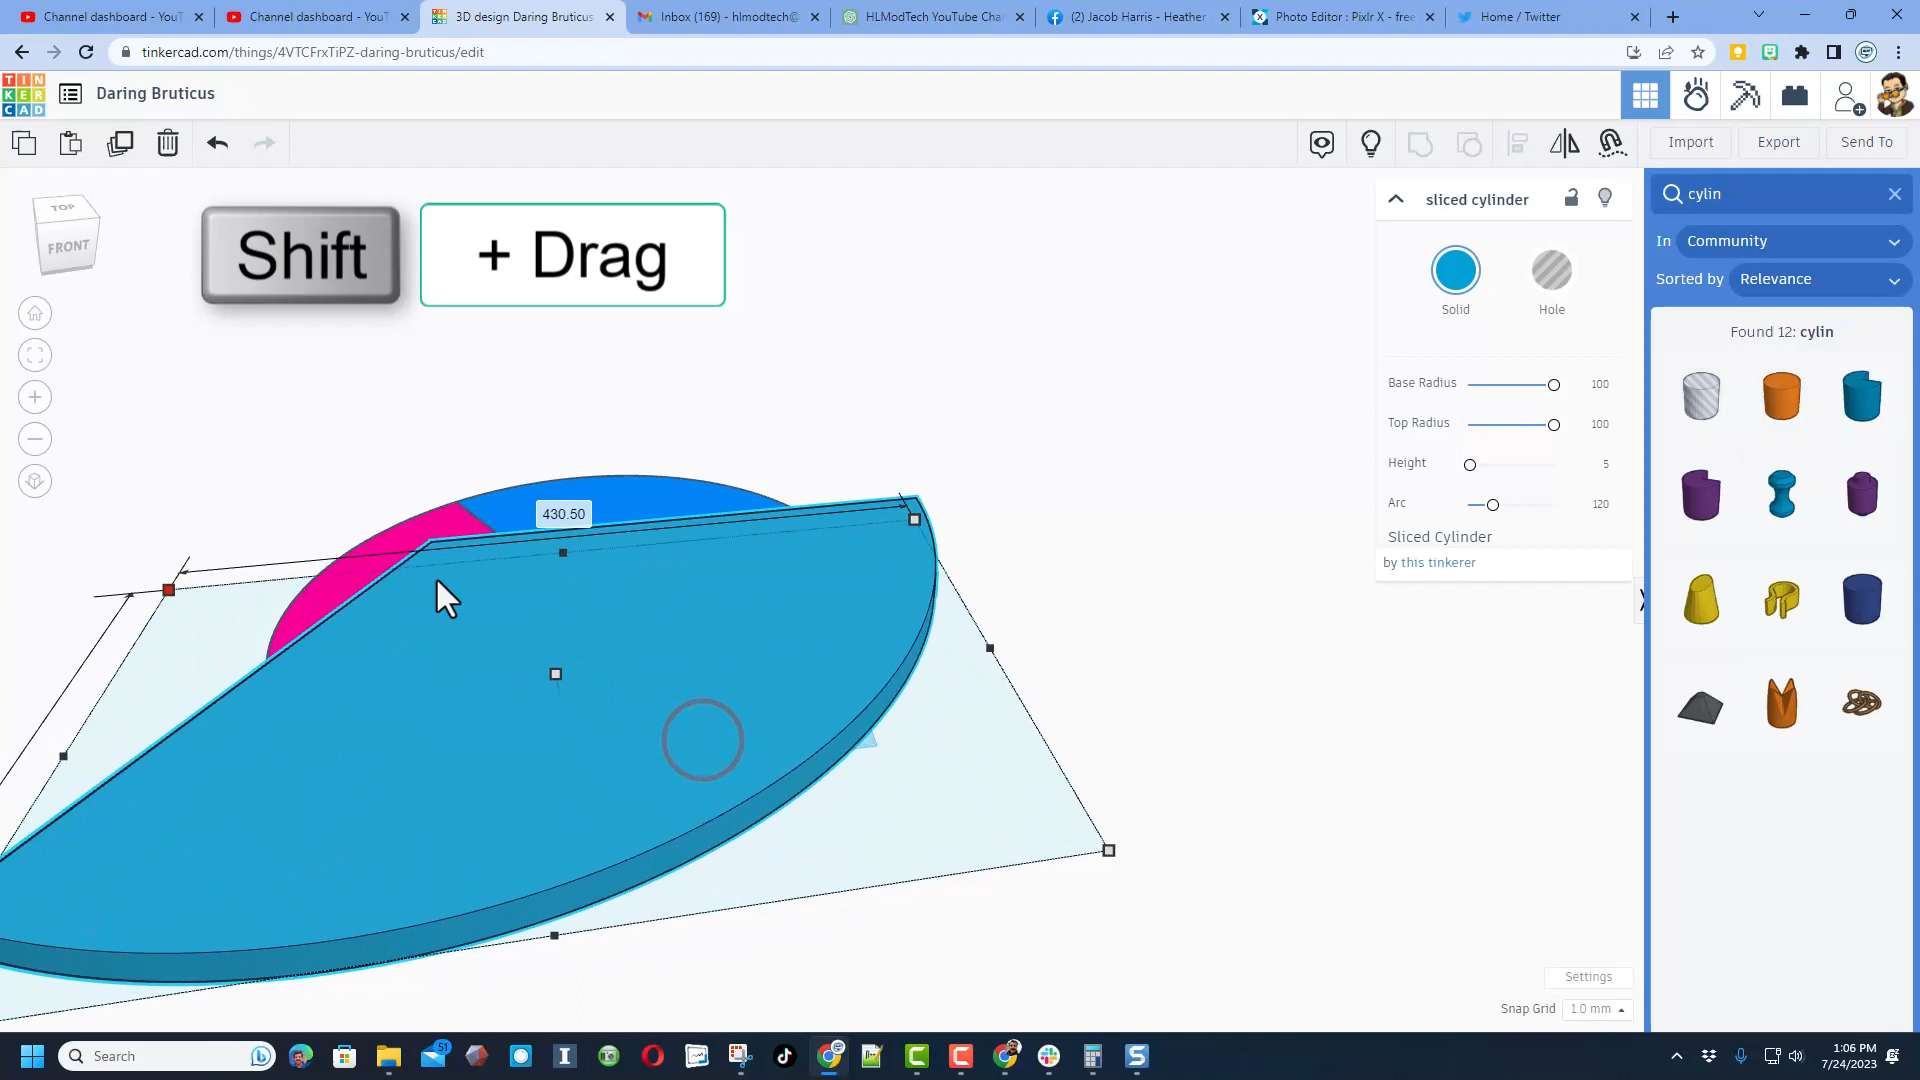 Channel dashboard - YouT
Channel dashboard - YouT
3D design Daring Bruticus
Inbox (169) - hlmodtech@
HLModTech YouTube Cha
(2) Jacob Harris - Heather
Photo Editor : Pixlr X - free
Home / Twitter
tinkercad.com/things/4VTCFrxTiPZ-daring-bruticus/edit
TIN
KER
CAD
Daring Bruticus
Import
Export
Send To
TOP
FRONT
Shift
+ Drag
sliced cylinder
Solid
Hole
Base Radius
100
Top Radius
100
Height
5
Arc
120
Sliced Cylinder
by this tinkerer
cylin
In
Community
Sorted by
Relevance
Found 12: cylin
430.50
Settings
Snap Grid
1.0 mm
Search
51
1:06 PM
7/24/2023